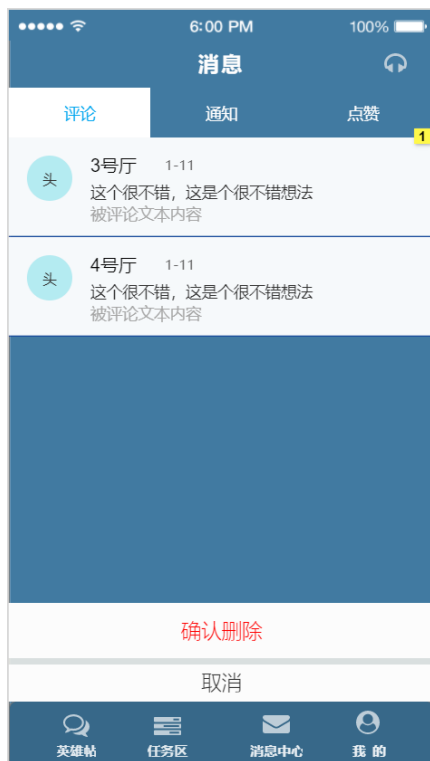 6:00 PM 100%
消息
评论 通知 点赞
1
3号厅 1-11
头
这个很不错，这是个很不错想法
被评论文本内容
4号厅 1-11
头
这个很不错，这是个很不错想法
被评论文本内容
确认删除
取消
英雄帖 任务区 消息中心 我 的